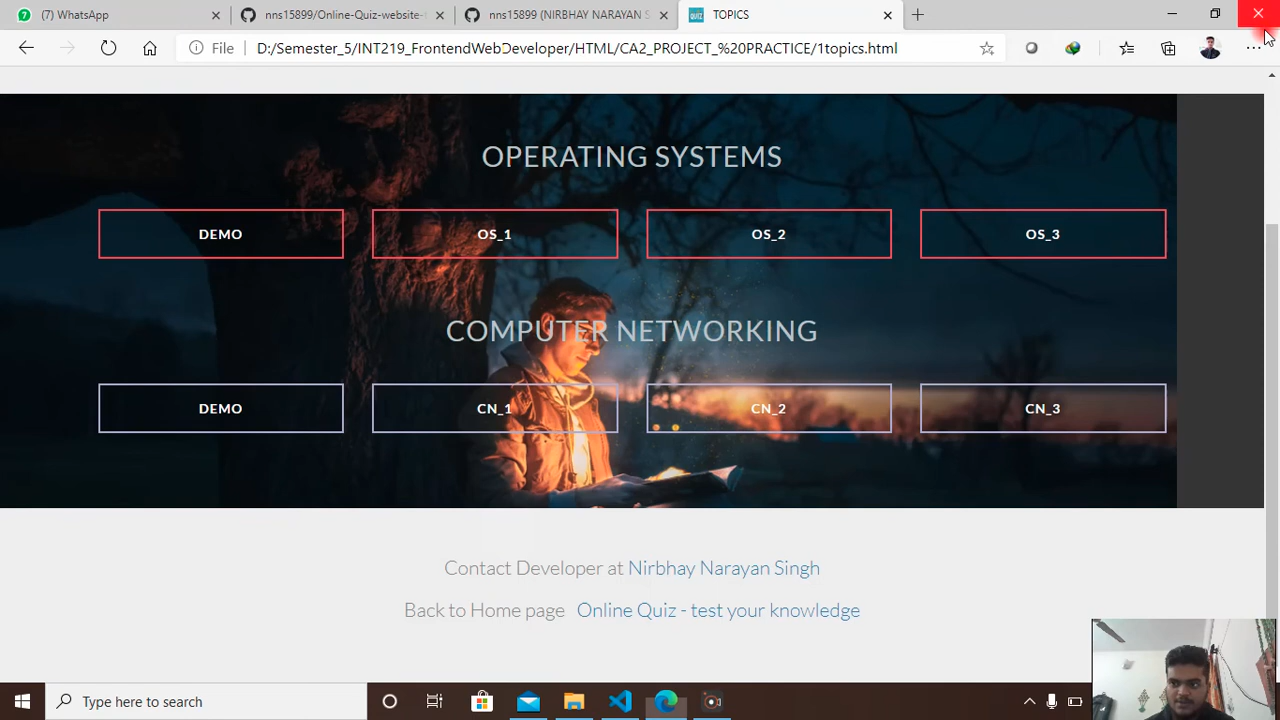 (7) WhatsApp
nns15899/Online-Quiz-website-t
nns15899 (NIRBHAY NARAYAN S
QUIZ TOPICS
File D:/Semester_5/INT219_FrontendWebDeveloper/HTML/CA2_PROJECT_%20PRACTICE/1topics.html
OPERATING SYSTEMS
DEMO OS_1 OS_2 OS_3
COMPUTER NETWORKING
DEMO CN_1 CN_2 CN_3
Contact Developer at Nirbhay Narayan Singh
Back to Home page Online Quiz - test your knowledge
Type here to search